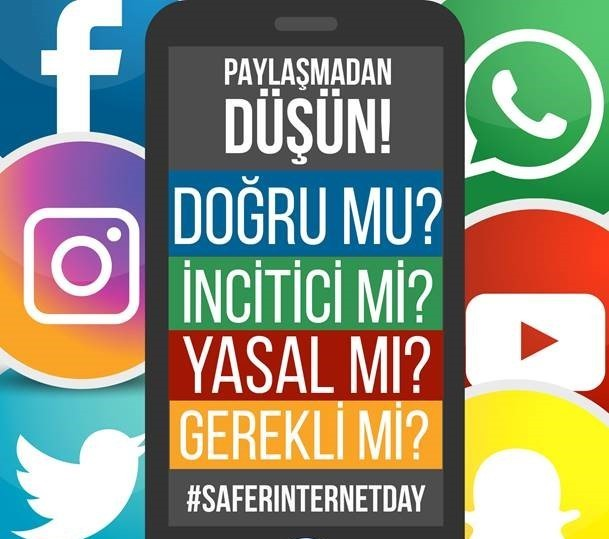 PAYLAŞMADAN
DÜŞÜN!
DOĞRU MU?
İNCİTİCİ Mİ?
YASAL MI?
GEREKLİ Mİ?
#SAFERINTERNETDAY